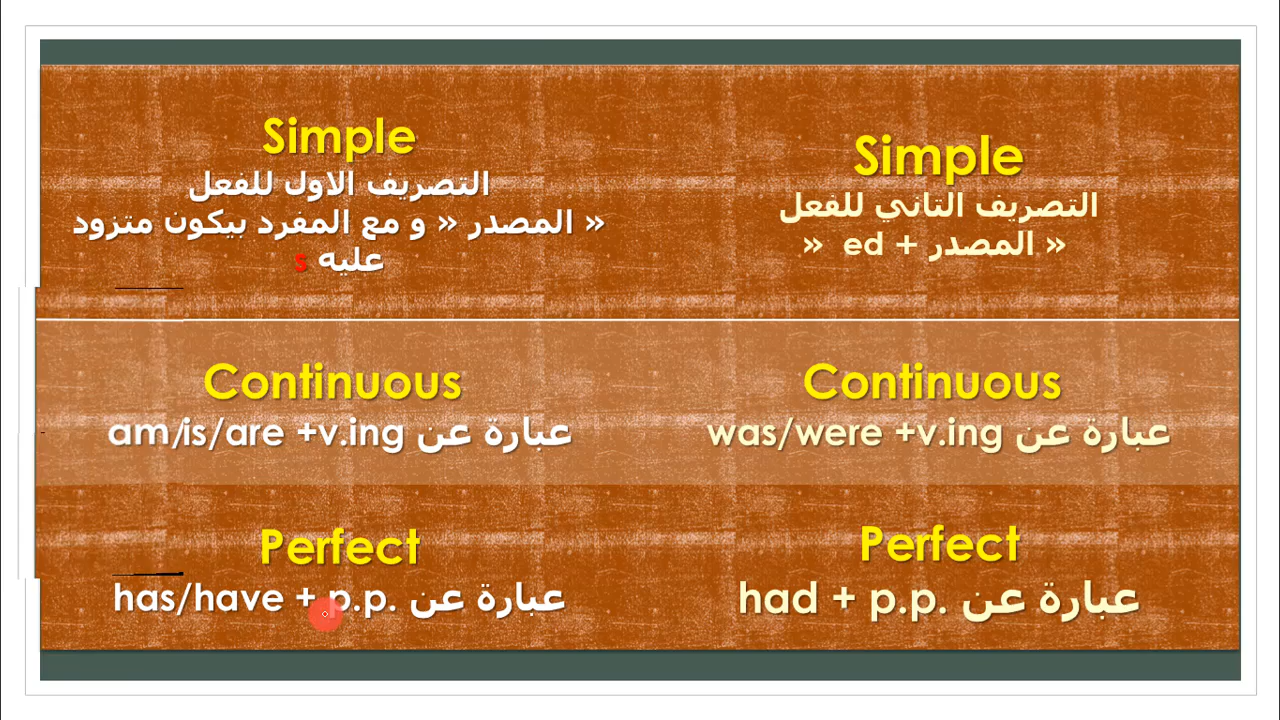 Simple
التصريف الاول للفعل
« المصدر » و مع المفرد بيكون متزود
عليه s
Simple
التصريف التاني للفعل
« المصدر + ed »
Continuous
عبارة عن am/is/are +v.ing
Continuous
عبارة عن was/were +v.ing
Perfect
عبارة عن has/have + p.p.
Perfect
عبارة عن had + p.p.